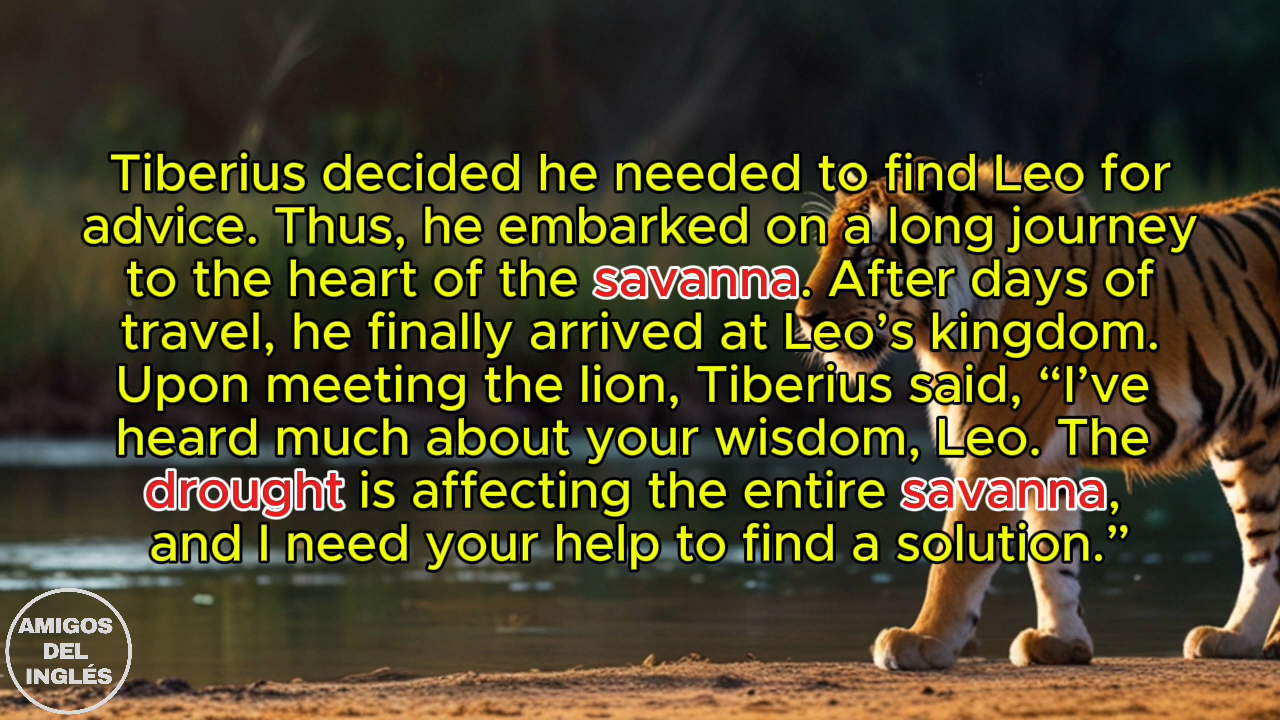 Tiberius decided he needed to find Leo for
advice. Thus, he embarked on a long journey
to the heart of the savanna. After days of
travel, he finally arrived at Leo’s kingdom.
Upon meeting the lion, Tiberius said, “I’ve
heard much about your wisdom, Leo. The
drought is affecting the entire savanna,
and I need your help to find a solution.”
AMIGOS
DEL
INGLÉS